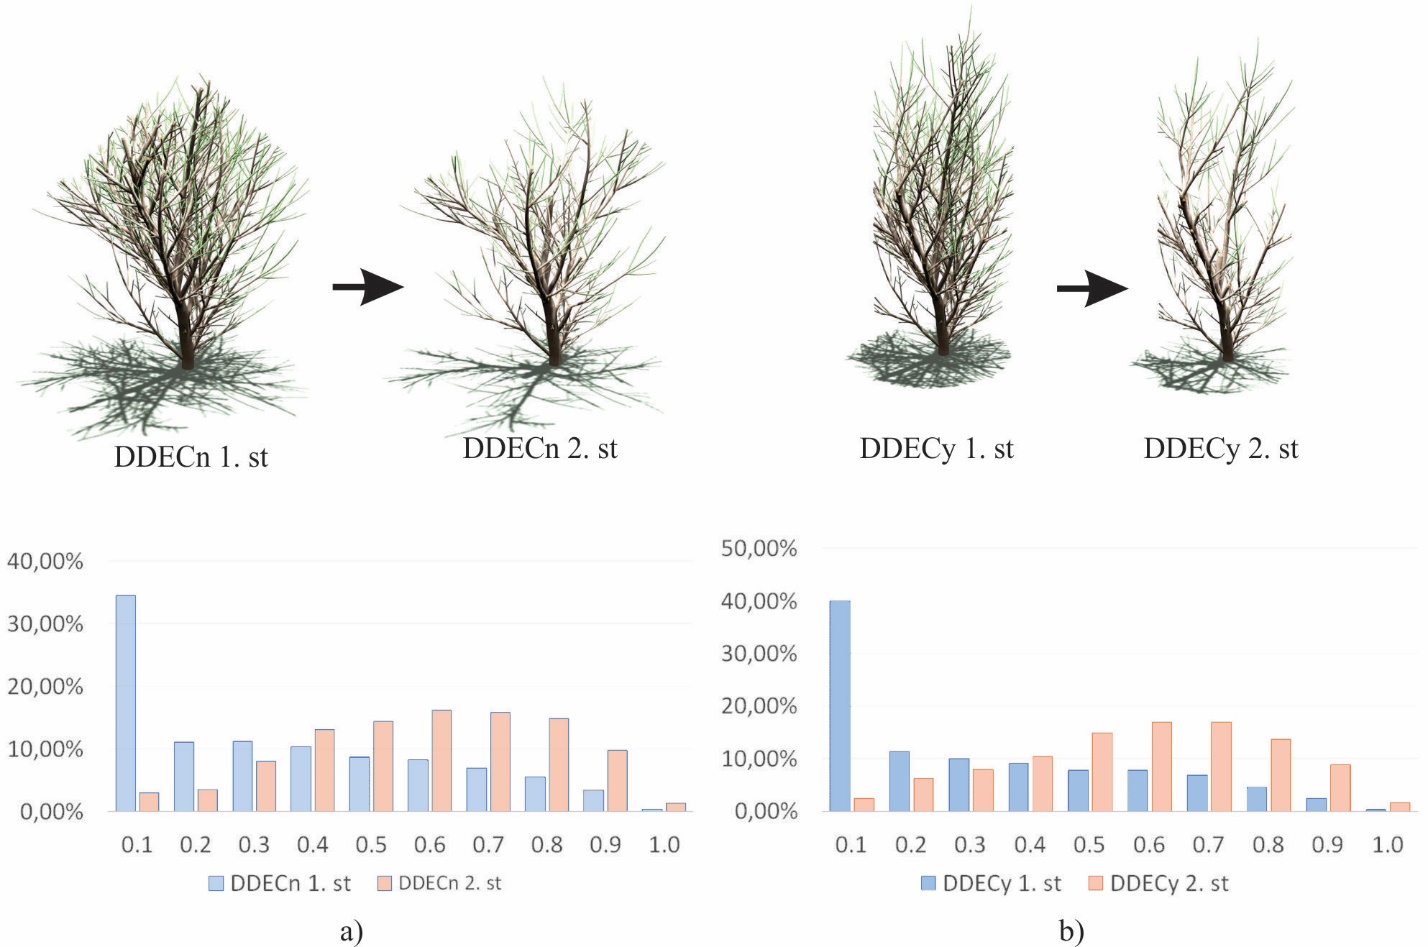 DDECn 1. st
DDECn 2. st
DDECy 1. st
DDECy 2. st
40,00%
30,00%
20,00%
10,00%
0,00%
0.1 0.2 0.3 0.4 0.5 0.6 0.7 0.8 0.9 1.0
DDECn 1. st DDECn 2. st
a)
50,00%
40,00%
30,00%
20,00%
10,00%
0,00%
0.1 0.2 0.3 0.4 0.5 0.6 0.7 0.8 0.9 1.0
DDECy 1. st DDECy 2. st
b)